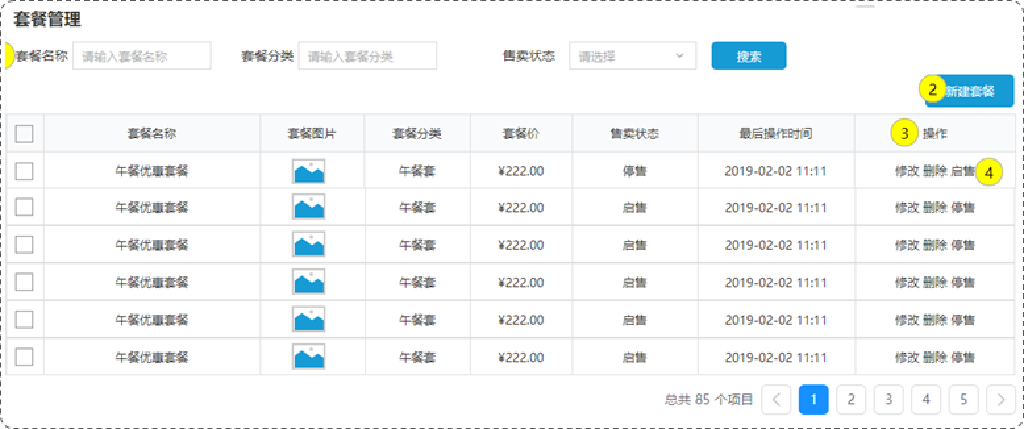 套餐管理
套餐名称 请输入套餐名称 套餐分类 请输入套餐分类 售卖状态 请选择 搜索
2 新建套餐
套餐名称 套餐图片 套餐分类 套餐价 售卖状态 最后操作时间 3 操作
午餐优惠套餐 午餐套 ¥222.00 停售 2019-02-02 11:11 修改 删除 启售 4
午餐优惠套餐 午餐套 ¥222.00 启售 2019-02-02 11:11 修改 删除 停售
午餐优惠套餐 午餐套 ¥222.00 启售 2019-02-02 11:11 修改 删除 停售
午餐优惠套餐 午餐套 ¥222.00 启售 2019-02-02 11:11 修改 删除 停售
午餐优惠套餐 午餐套 ¥222.00 启售 2019-02-02 11:11 修改 删除 停售
午餐优惠套餐 午餐套 ¥222.00 启售 2019-02-02 11:11 修改 删除 停售
总共 85 个项目 1 2 3 4 5